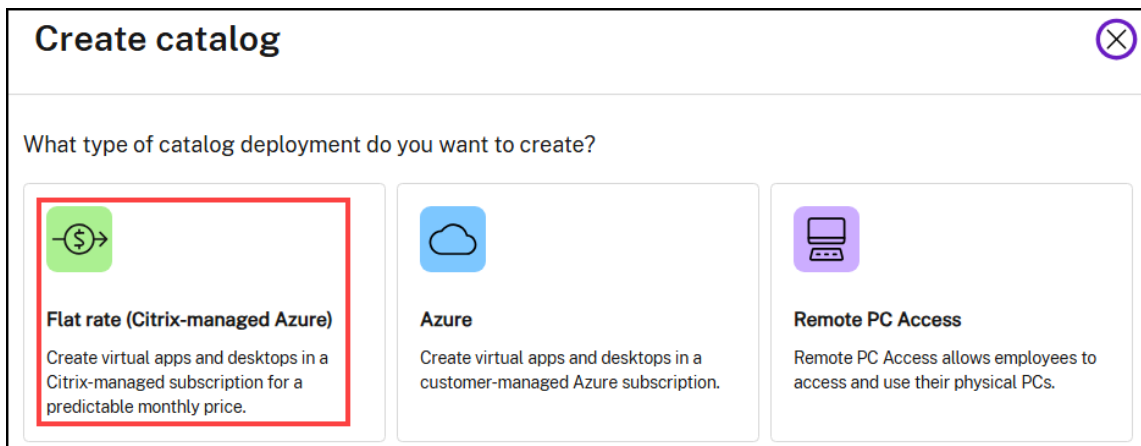 Create catalog
What type of catalog deployment do you want to create?
Flat rate (Citrix-managed Azure)
Create virtual apps and desktops in a
Citrix-managed subscription for a
predictable monthly price.
Azure
Create virtual apps and desktops in a
customer-managed Azure subscription.
Remote PC Access
Remote PC Access allows employees to
access and use their physical PCs.